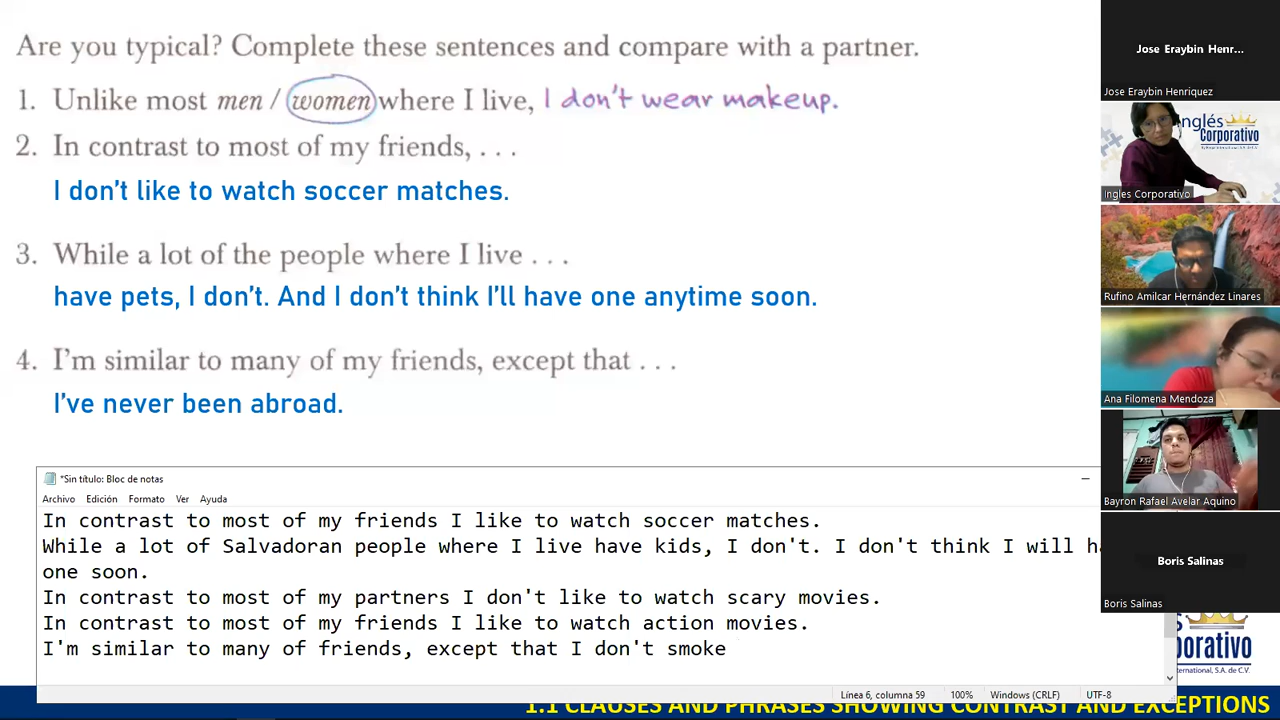 Are you typical? Complete these sentences and compare with a partner.
1. Unlike most men / women where I live, I don't wear makeup.
2. In contrast to most of my friends, . . .
I don't like to watch soccer matches.
3. While a lot of the people where I live . . .
have pets, I don't. And I don't think I'll have one anytime soon.
4. I'm similar to many of my friends, except that . . .
I've never been abroad.
*Sin título: Bloc de notas
Archivo Edición Formato Ver Ayuda
In contrast to most of my friends I like to watch soccer matches.
While a lot of Salvadoran people where I live have kids, I don't. I don't think I will
one soon.
In contrast to most of my partners I don't like to watch scary movies.
In contrast to most of my friends I like to watch action movies.
I'm similar to many of friends, except that I don't smoke
Línea 6, columna 59 100% Windows (CRLF) UTF-8
1.1 CLAUSES AND PHRASES SHOWING CONTRAST AND EXCEPTIONS
Jose Eraybin Henr...
Jose Eraybin Henriquez
Inglés
Corporativo
Ingles Corporativo
Rufino Amilcar Hernández Linares
Ana Filomena Mendoza
Bayron Rafael Avelar Aquino
Boris Salinas
Boris Salinas
rporativo
International, S.A. de C.V.